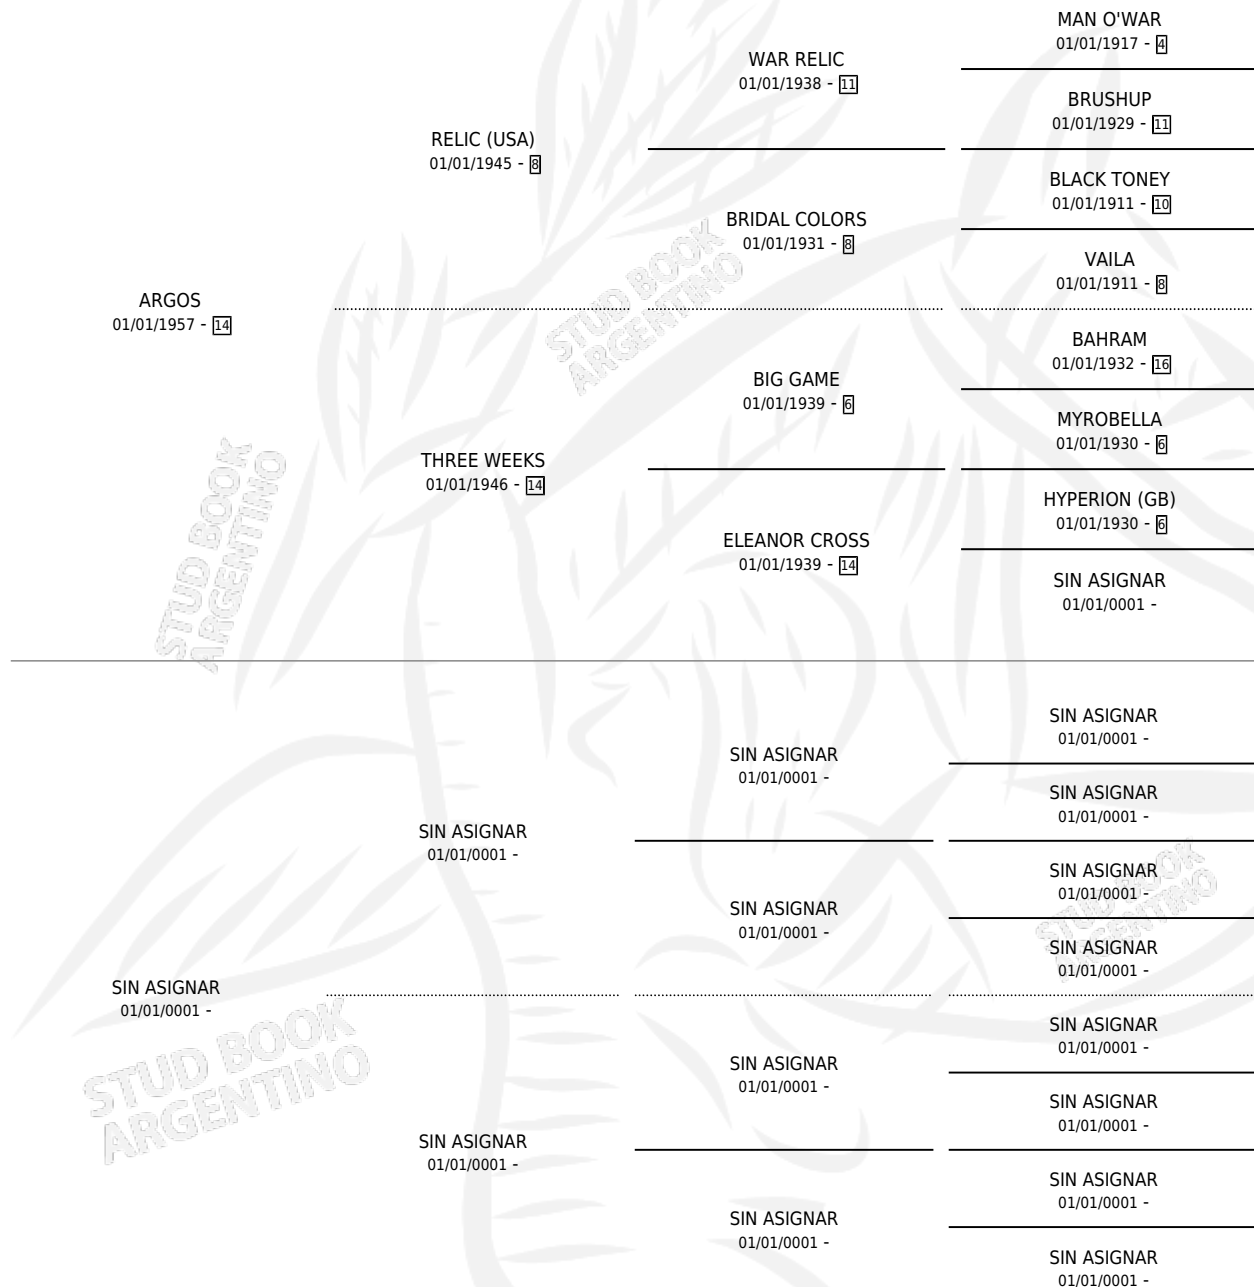 MAN O'WAR
01/01/1917 - 4
WAR RELIC
01/01/1938 - 11
BRUSHUP
01/01/1929 - 11
RELIC (USA)
01/01/1945 - 8
BLACK TONEY
01/01/1911 - 10
BRIDAL COLORS
01/01/1931 - 8
VAILA
01/01/1911 - 8
ARGOS
01/01/1957 - 14
BAHRAM
01/01/1932 - 16
BIG GAME
01/01/1939 - 6
MYROBELLA
01/01/1930 - 6
THREE WEEKS
01/01/1946 - 14
HYPERION (GB)
01/01/1930 - 6
ELEANOR CROSS
01/01/1939 - 14
SIN ASIGNAR
01/01/0001 -
SIN ASIGNAR
01/01/0001 -
SIN ASIGNAR
01/01/0001 -
SIN ASIGNAR
01/01/0001 -
SIN ASIGNAR
01/01/0001 -
SIN ASIGNAR
01/01/0001 -
SIN ASIGNAR
01/01/0001 -
SIN ASIGNAR
01/01/0001 -
SIN ASIGNAR
01/01/0001 -
SIN ASIGNAR
01/01/0001 -
SIN ASIGNAR
01/01/0001 -
SIN ASIGNAR
01/01/0001 -
SIN ASIGNAR
01/01/0001 -
SIN ASIGNAR
01/01/0001 -
SIN ASIGNAR
01/01/0001 -
SIN ASIGNAR
01/01/0001 -
STUD BOOK
ARGENTINO
STUD BOOK
ARGENTINO
STUD BOOK
ARGENTINO
STUD BOOK
ARGENTINO